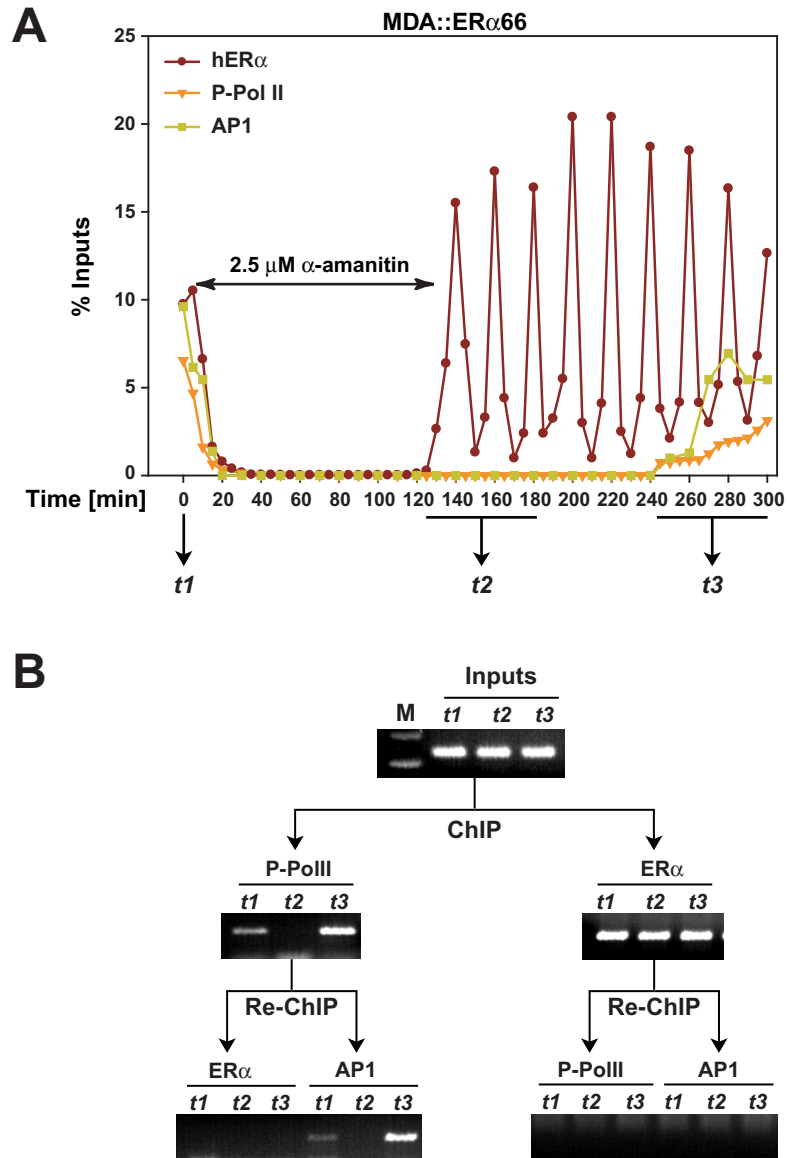 A
MDA::ERα66
25
20
15
10
5
0
% Inputs
hERα
P-Pol II
AP1
2.5 μM α-amanitin
Time [min]
0 20 40 60 80 100 120 140 160 180 200 220 240 260 280 300
t1 t2 t3
B
Inputs
M t1 t2 t3
ChIP
P-PolII ERα
t1 t2 t3 t1 t2 t3
Re-ChIP Re-ChIP
ERα AP1 P-PolII AP1
t1 t2 t3 t1 t2 t3 t1 t2 t3 t1 t2 t3